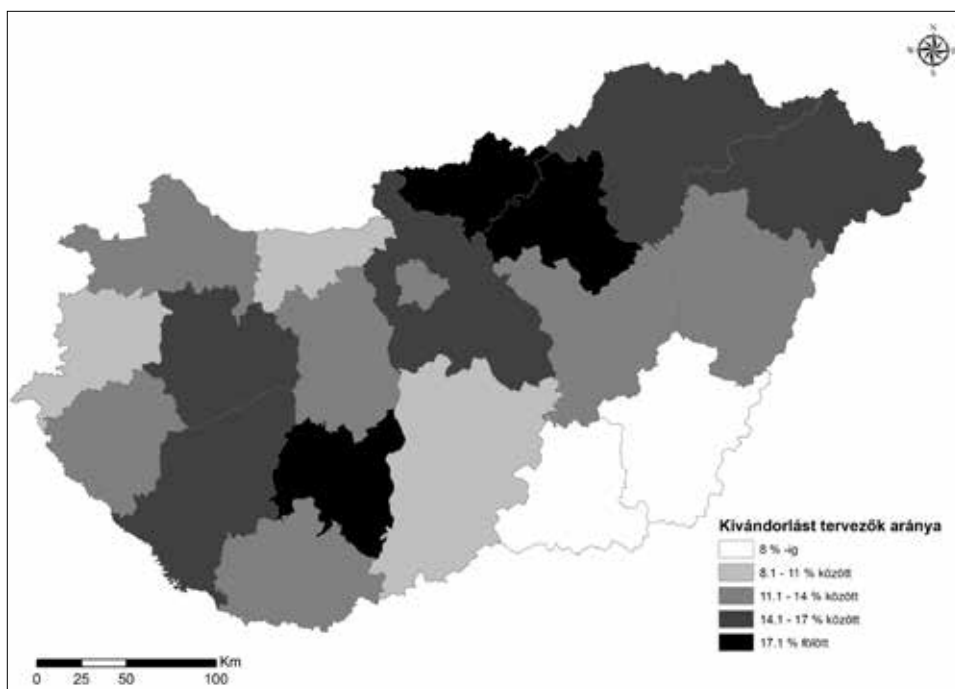 N
Kivándorlást tervezők aránya
8 % -ig
8.1 - 11 % között
11.1 - 14 % között
14.1 - 17 % között
17.1 % fölött
Km
0 25 50 100